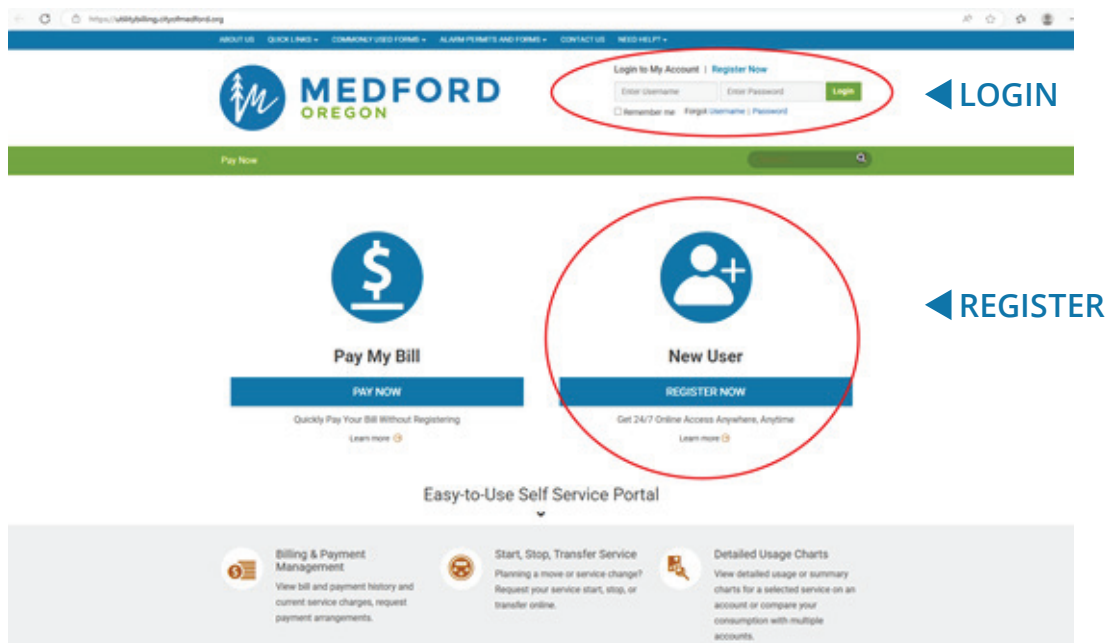 https://utilitybilling.cityofmedford.org
ABOUT US QUICK LINKS COMMONLY USED FORMS ALARM PERMITS AND FORMS CONTACT US NEED HELP?
Login to My Account | Register Now
Enter Username Enter Password Login
Remember me Forgot Username | Password
MEDFORD
OREGON
LOGIN
Pay Now
REGISTER
Pay My Bill
PAY NOW
Quickly Pay Your Bill Without Registering
Learn more
New User
REGISTER NOW
Get 24/7 Online Access Anywhere, Anytime
Learn more
Easy-to-Use Self Service Portal
Billing & Payment
Management
View bill and payment history and
current service charges, request
payment arrangements.
Start, Stop, Transfer Service
Planning a move or service change?
Request your service start, stop, or
transfer online.
Detailed Usage Charts
View detailed usage or summary
charts for a selected service on an
account or compare your
consumption with multiple
accounts.